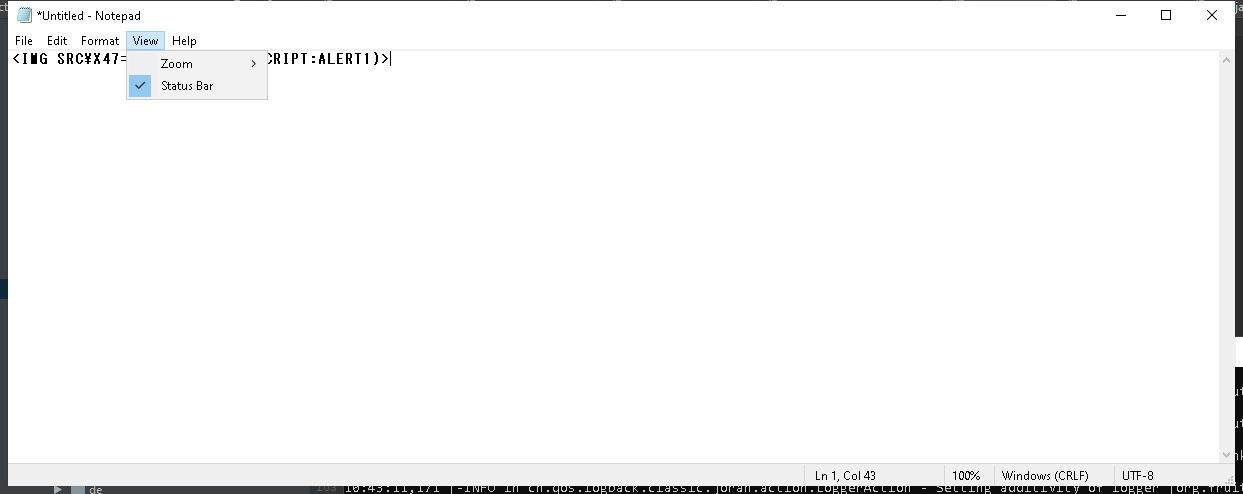 *Untitled - Notepad
File Edit Format View Help
<IMG SRC¥X47= CRIPT:ALERT1)>
Zoom
Status Bar
Ln 1, Col 43 100% Windows (CRLF) UTF-8
de
10:43:11,171 |-INFO in ch.qos.logback.classic.joran.action.LoggerAction - Setting additivity of logger